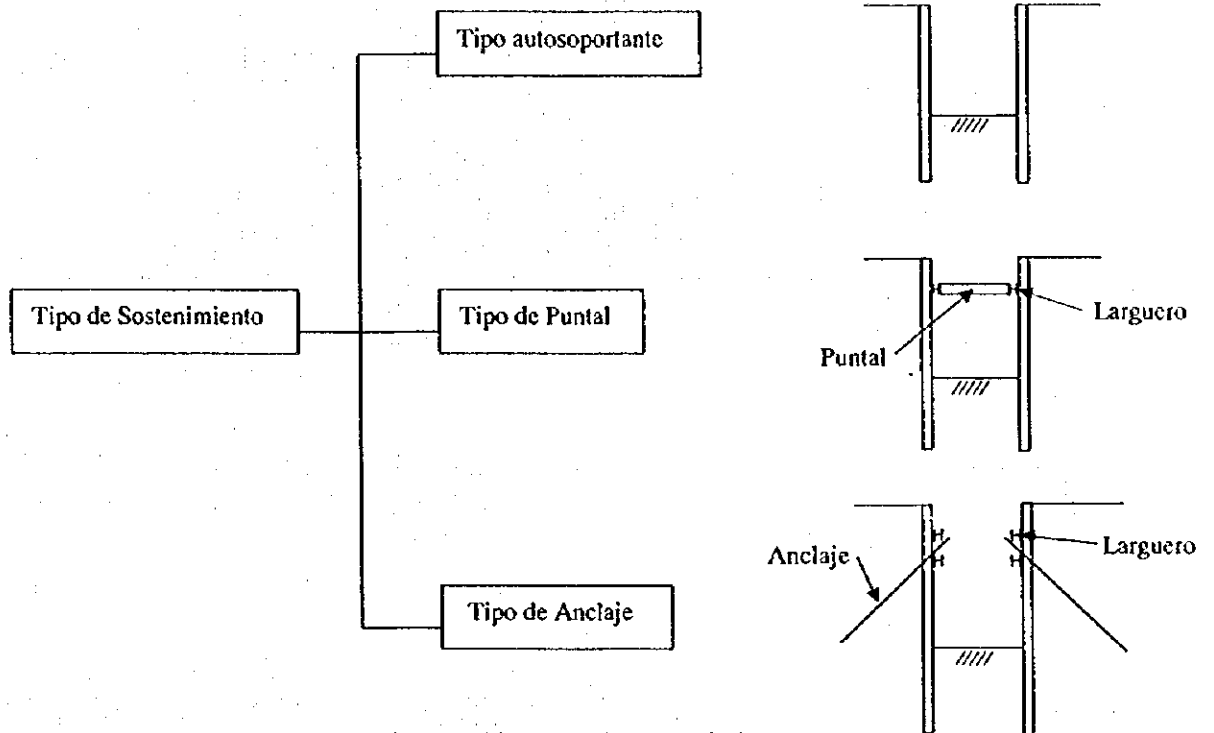 Tipo autosoportante
Tipo de Sostenimiento
Tipo de Puntal
Larguero
Puntal
Anclaje
Larguero
Tipo de Anclaje